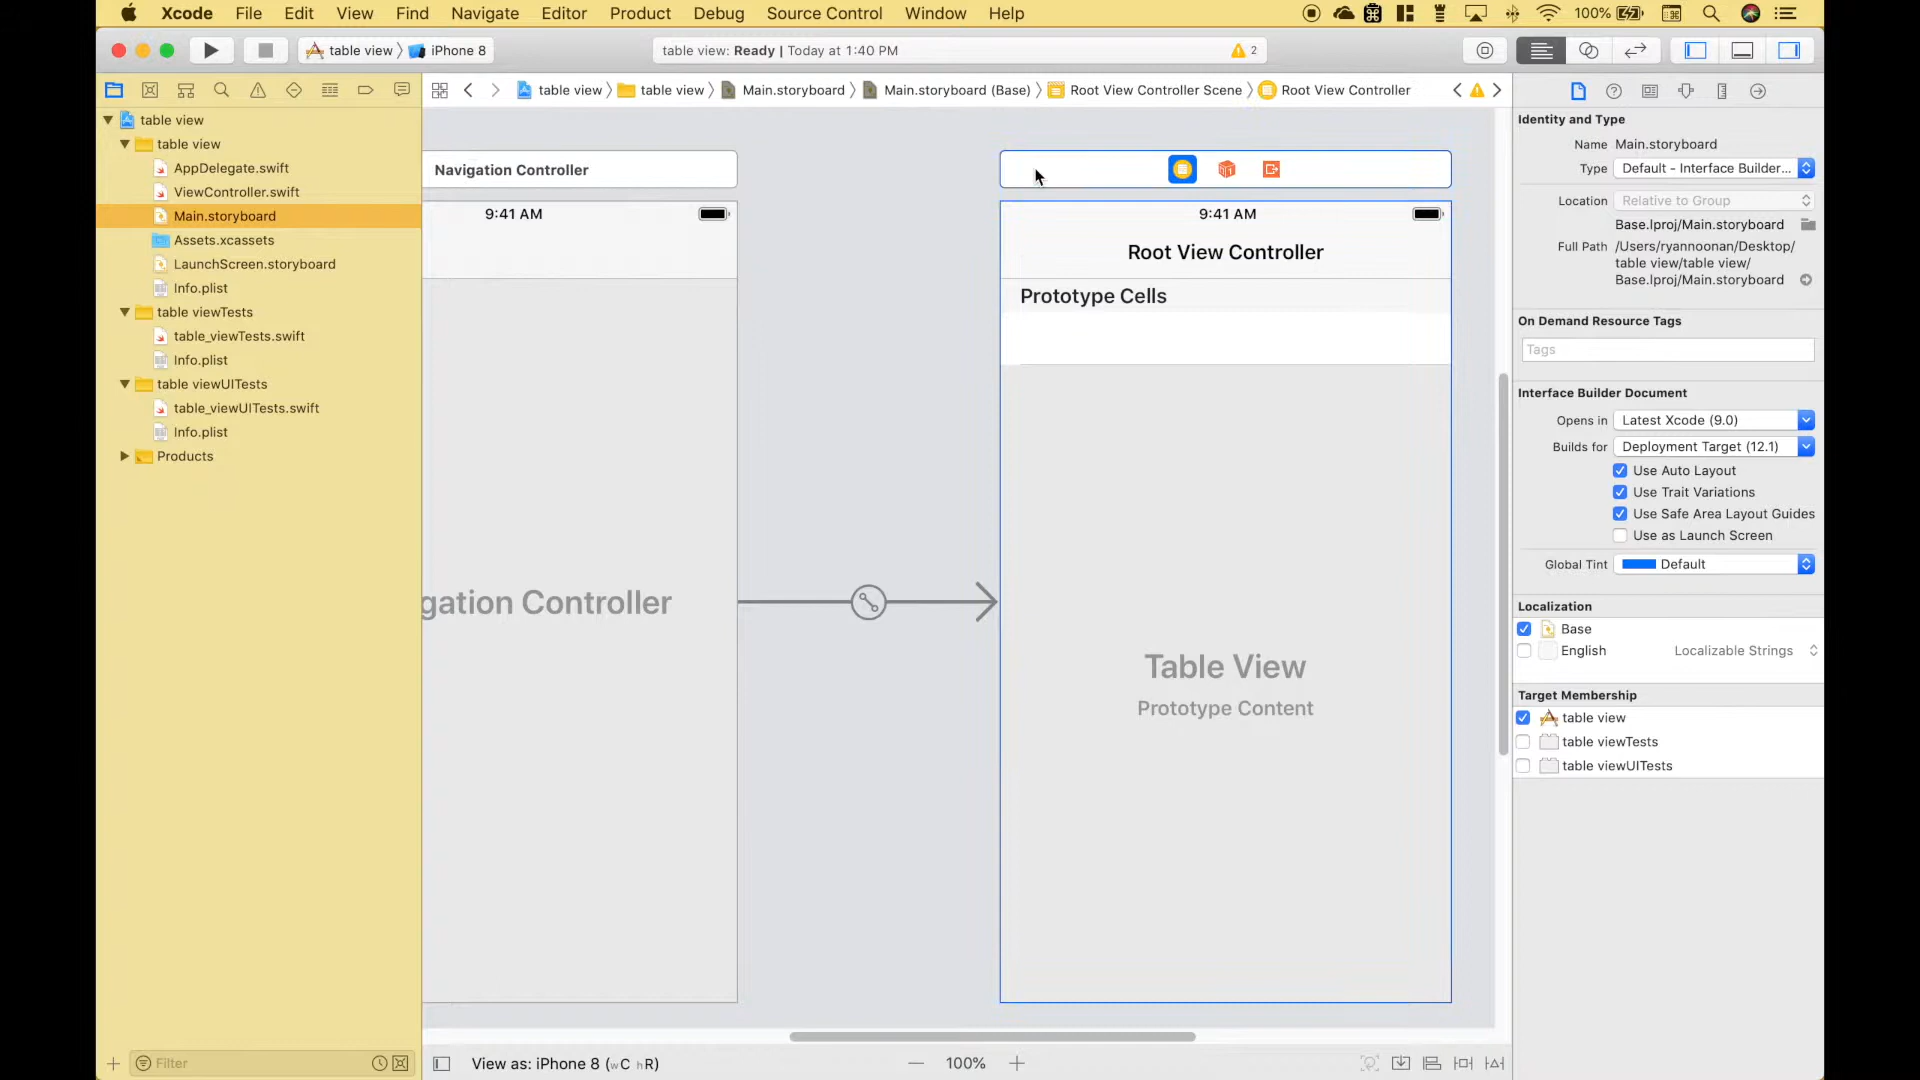 Xcode File Edit View Find Navigate Editor Product Debug Source Control Window Help 100%
table view iPhone 8
table view: Ready | Today at 1:40 PM 2
table view table view Main.storyboard Main.storyboard (Base) Root View Controller Scene Root View Controller
table view
table view
AppDelegate.swift
ViewController.swift
Main.storyboard
Assets.xcassets
LaunchScreen.storyboard
Info.plist
table viewTests
table_viewTests.swift
Info.plist
table viewUITests
table_viewUITests.swift
Info.plist
Products
Filter
Navigation Controller
9:41 AM
gation Controller
9:41 AM
Root View Controller
Prototype Cells
Table View
Prototype Content
View as: iPhone 8 (wC hR)
100%
Identity and Type
Name Main.storyboard
Type Default - Interface Builder...
Location Relative to Group
Base.lproj/Main.storyboard
Full Path /Users/ryannoonan/Desktop/
table view/table view/
Base.lproj/Main.storyboard
On Demand Resource Tags
Tags
Interface Builder Document
Opens in Latest Xcode (9.0)
Builds for Deployment Target (12.1)
Use Auto Layout
Use Trait Variations
Use Safe Area Layout Guides
Use as Launch Screen
Global Tint Default
Localization
Base
English Localizable Strings
Target Membership
table view
table viewTests
table viewUITests